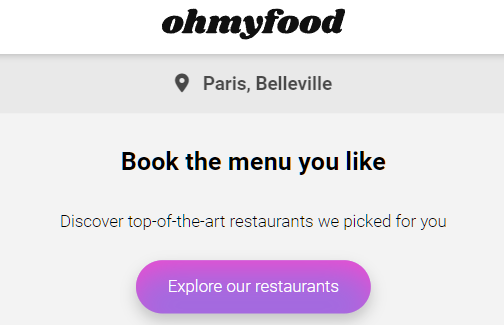 ohmyfood
Paris, Belleville
Book the menu you like
Discover top-of-the-art restaurants we picked for you
Explore our restaurants